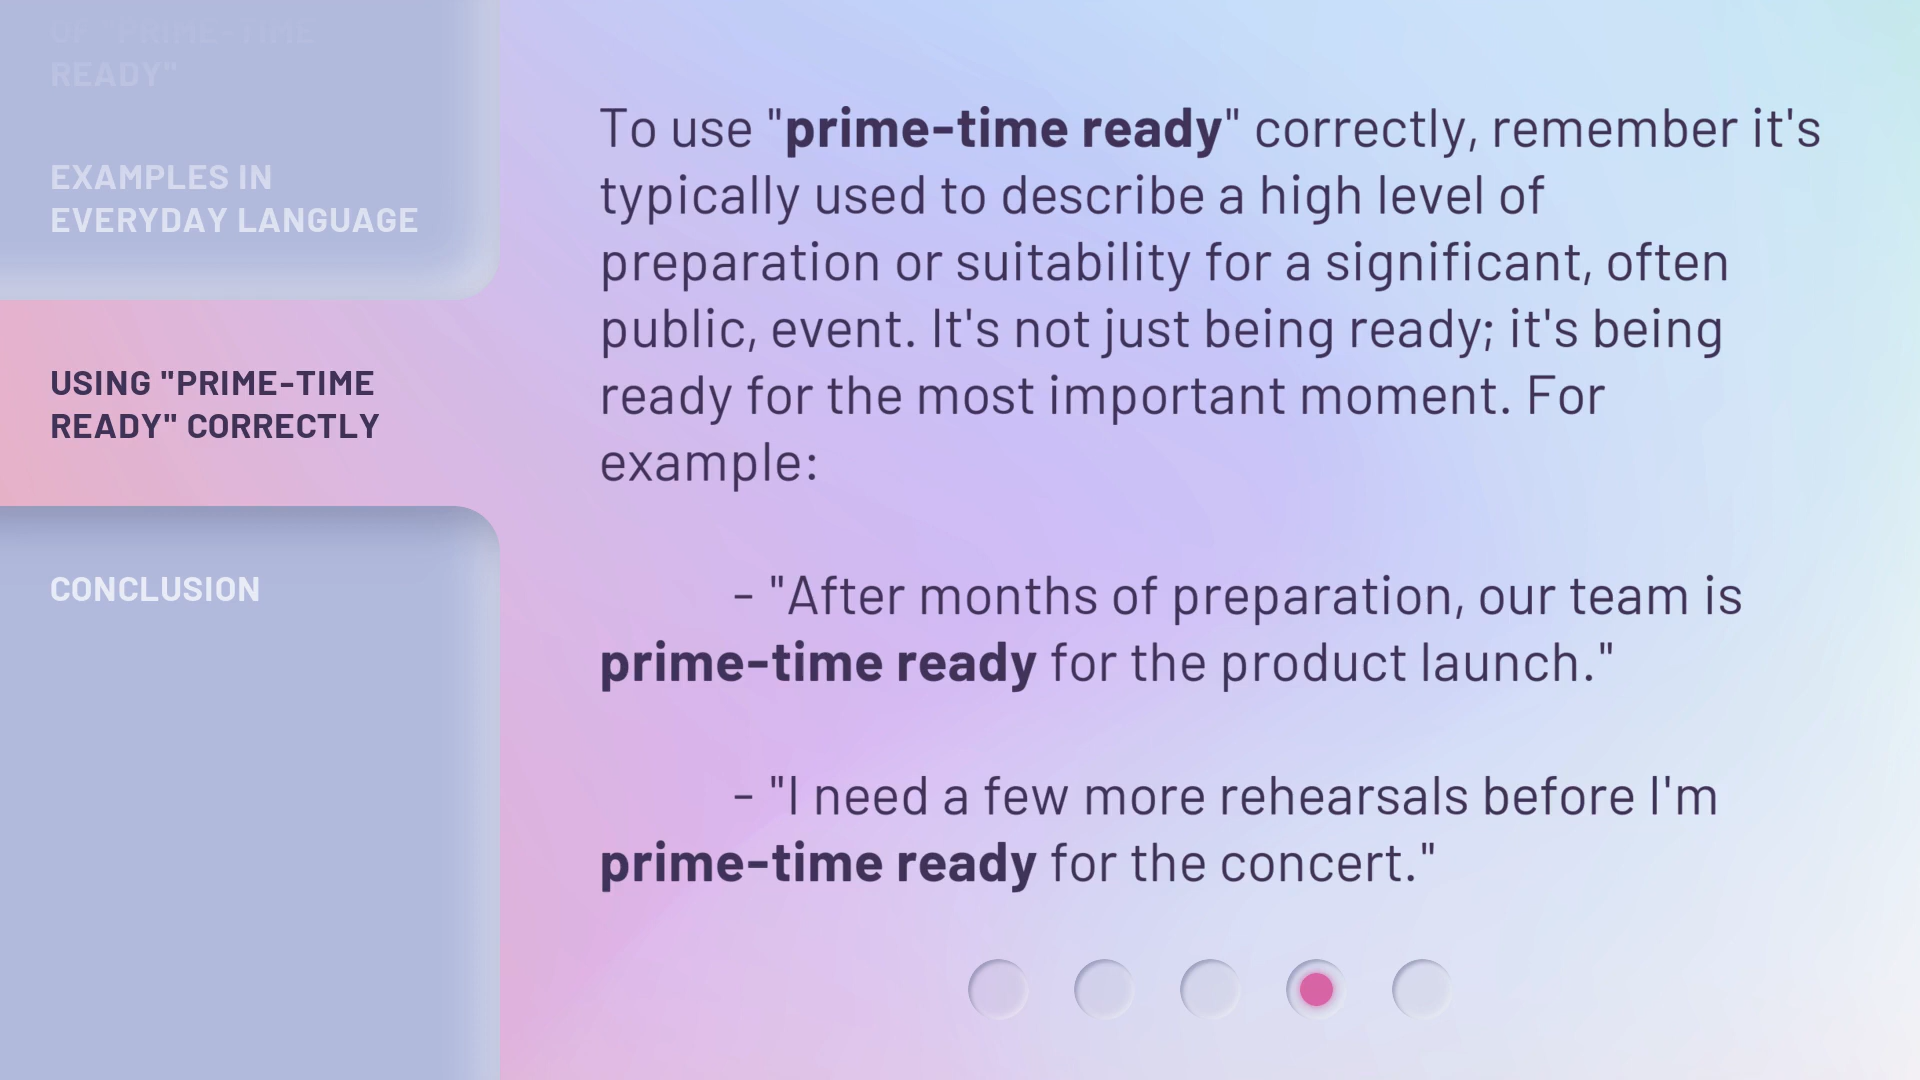 OF "PRIME-TIME
READY"
EXAMPLES IN
EVERYDAY LANGUAGE
USING "PRIME-TIME
READY" CORRECTLY
CONCLUSION
To use "prime-time ready" correctly, remember it's
typically used to describe a high level of
preparation or suitability for a significant, often
public, event. It's not just being ready; it's being
ready for the most important moment. For
example:
- "After months of preparation, our team is
prime-time ready for the product launch."
- "I need a few more rehearsals before I'm
prime-time ready for the concert."